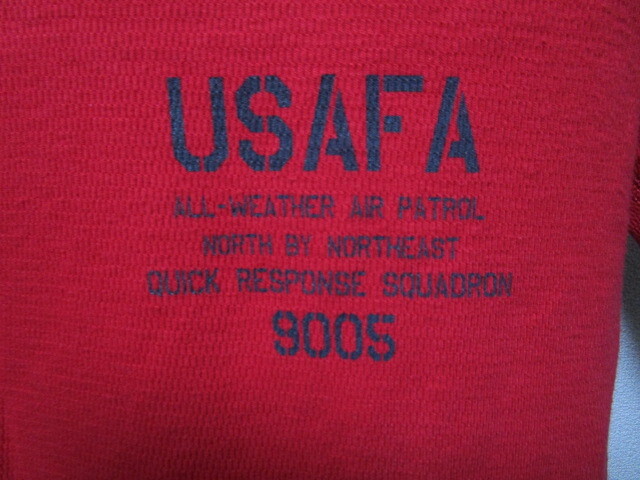 USAFA
ALL-WEATHER AIR PATROL
NORTH BY NORTHEAST
QUICK RESPONSE SQUADRON
9005